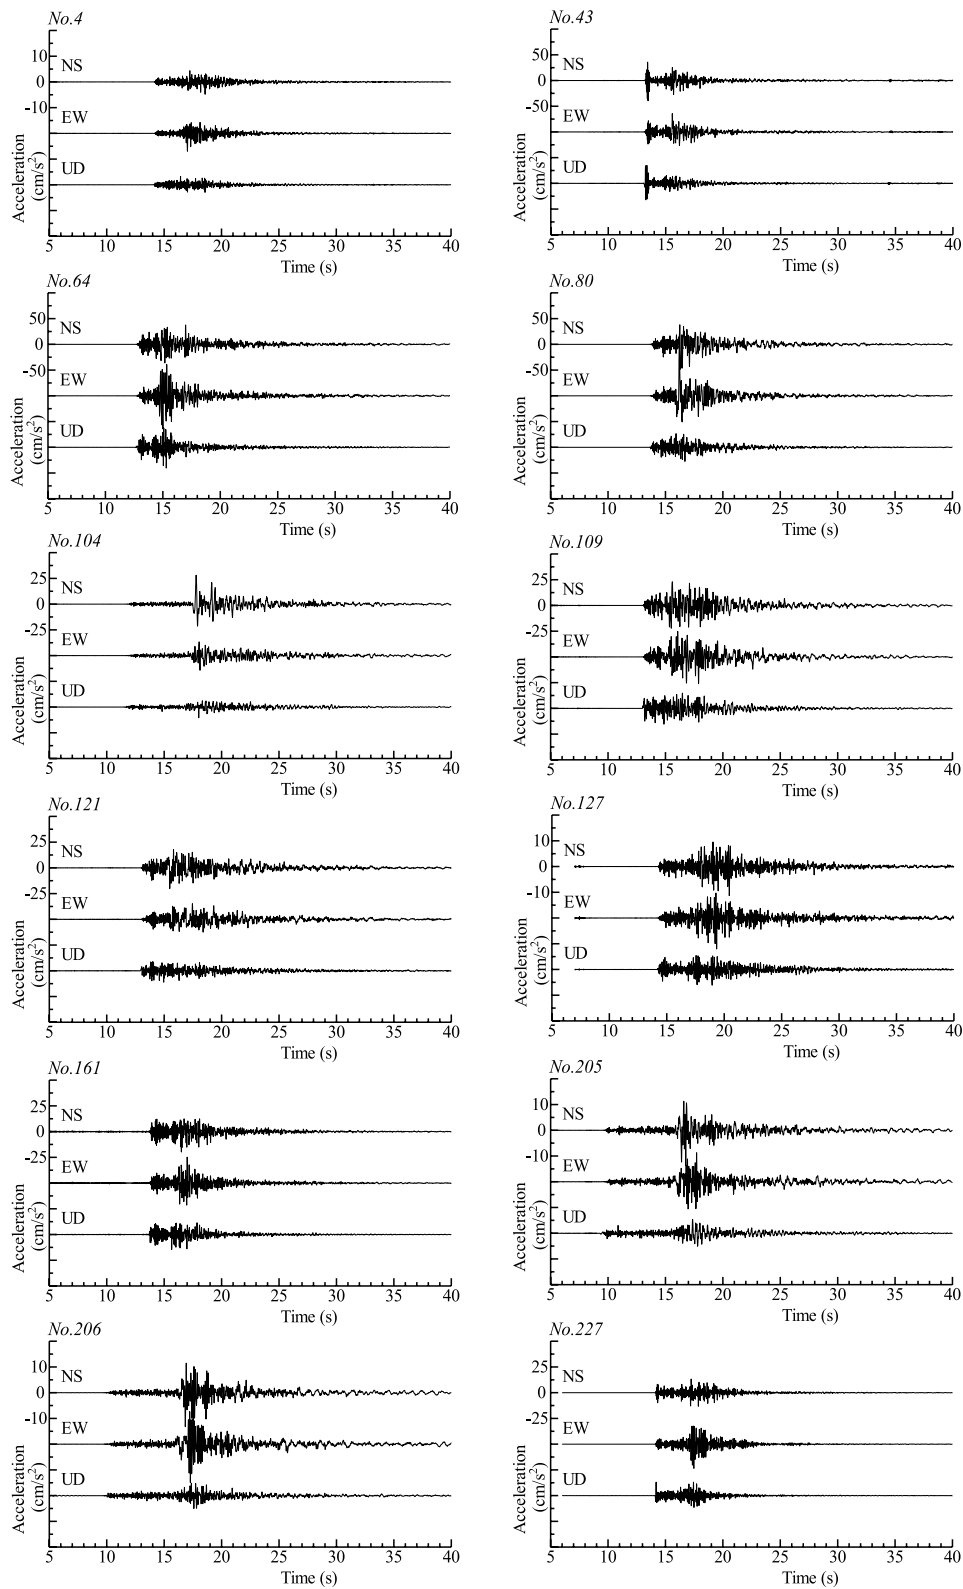 No.4
10
NS
0
-10
EW
UD
Acceleration
(cm/s²)
5 10 15 20 25 30 35 40
Time (s)
No.43
50
NS
0
-50
EW
UD
Acceleration
(cm/s²)
5 10 15 20 25 30 35 40
Time (s)
No.64
50
NS
0
-50
EW
UD
Acceleration
(cm/s²)
5 10 15 20 25 30 35 40
Time (s)
No.80
50
NS
0
-50
EW
UD
Acceleration
(cm/s²)
5 10 15 20 25 30 35 40
Time (s)
No.104
25
NS
0
-25
EW
UD
Acceleration
(cm/s²)
5 10 15 20 25 30 35 40
Time (s)
No.109
25
NS
0
-25
EW
UD
Acceleration
(cm/s²)
5 10 15 20 25 30 35 40
Time (s)
No.121
25
NS
0
-25
EW
UD
Acceleration
(cm/s²)
5 10 15 20 25 30 35 40
Time (s)
No.127
10
NS
0
-10
EW
UD
Acceleration
(cm/s²)
5 10 15 20 25 30 35 40
Time (s)
No.161
25
NS
0
-25
EW
UD
Acceleration
(cm/s²)
5 10 15 20 25 30 35 40
Time (s)
No.205
10
NS
0
-10
EW
UD
Acceleration
(cm/s²)
5 10 15 20 25 30 35 40
Time (s)
No.206
10
NS
0
-10
EW
UD
Acceleration
(cm/s²)
5 10 15 20 25 30 35 40
Time (s)
No.227
25
NS
0
-25
EW
UD
Acceleration
(cm/s²)
5 10 15 20 25 30 35 40
Time (s)